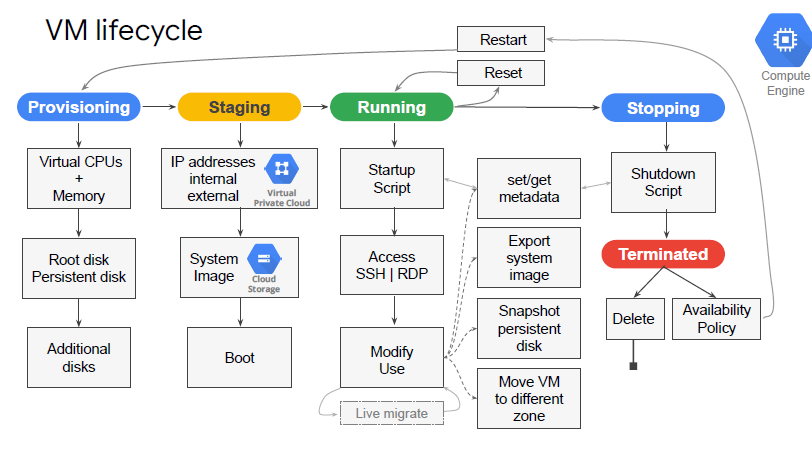 VM lifecycle
Restart
Reset
Compute
Engine
Provisioning
Staging
Running
Stopping
Virtual CPUs
+
Memory
Root disk
Persistent disk
Additional
disks
IP addresses
internal
external
Virtual
Private Cloud
System
Image
Cloud
Storage
Boot
Startup
Script
Access
SSH | RDP
Modify
Use
Live migrate
set/get
metadata
Export
system
image
Snapshot
persistent
disk
Move VM
to different
zone
Shutdown
Script
Terminated
Delete
Availability
Policy